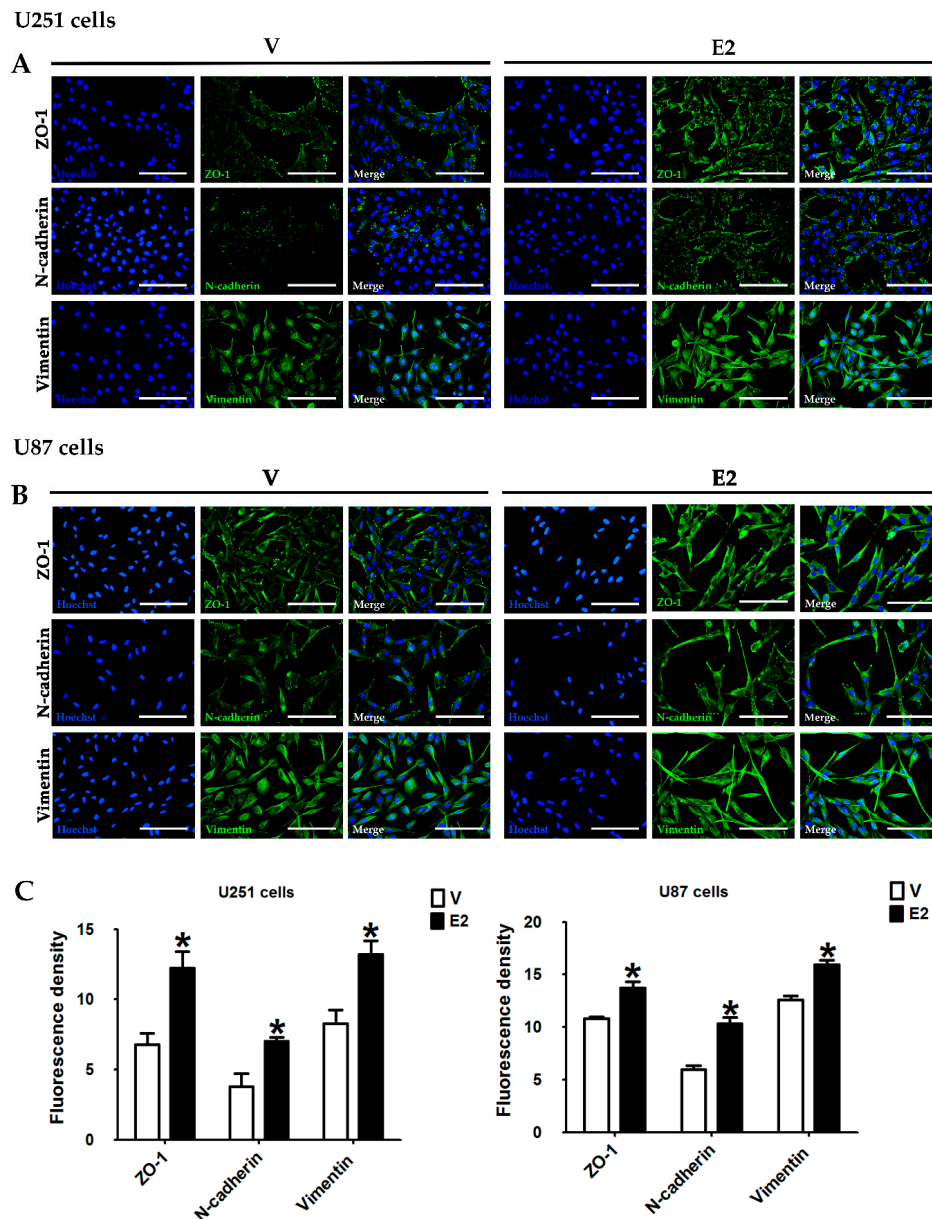 U251 cells
A
V
E2
ZO-1
Hoechst
ZO-1
Merge
Hoechst
ZO-1
Merge
N-cadherin
Hoechst
N-cadherin
Merge
Hoechst
N-cadherin
Merge
Vimentin
Hoechst
Vimentin
Merge
Hoechst
Vimentin
Merge
U87 cells
B
V
E2
ZO-1
Hoechst
ZO-1
Merge
Hoechst
ZO-1
Merge
N-cadherin
Hoechst
N-cadherin
Merge
Hoechst
N-cadherin
Merge
Vimentin
Hoechst
Vimentin
Merge
Hoechst
Vimentin
Merge
C
U251 cells
V
E2
Fluorescence density
15
10
5
0
*
*
*
ZO-1
N-cadherin
Vimentin
U87 cells
V
E2
Fluorescence density
20
15
10
5
0
*
*
*
ZO-1
N-cadherin
Vimentin